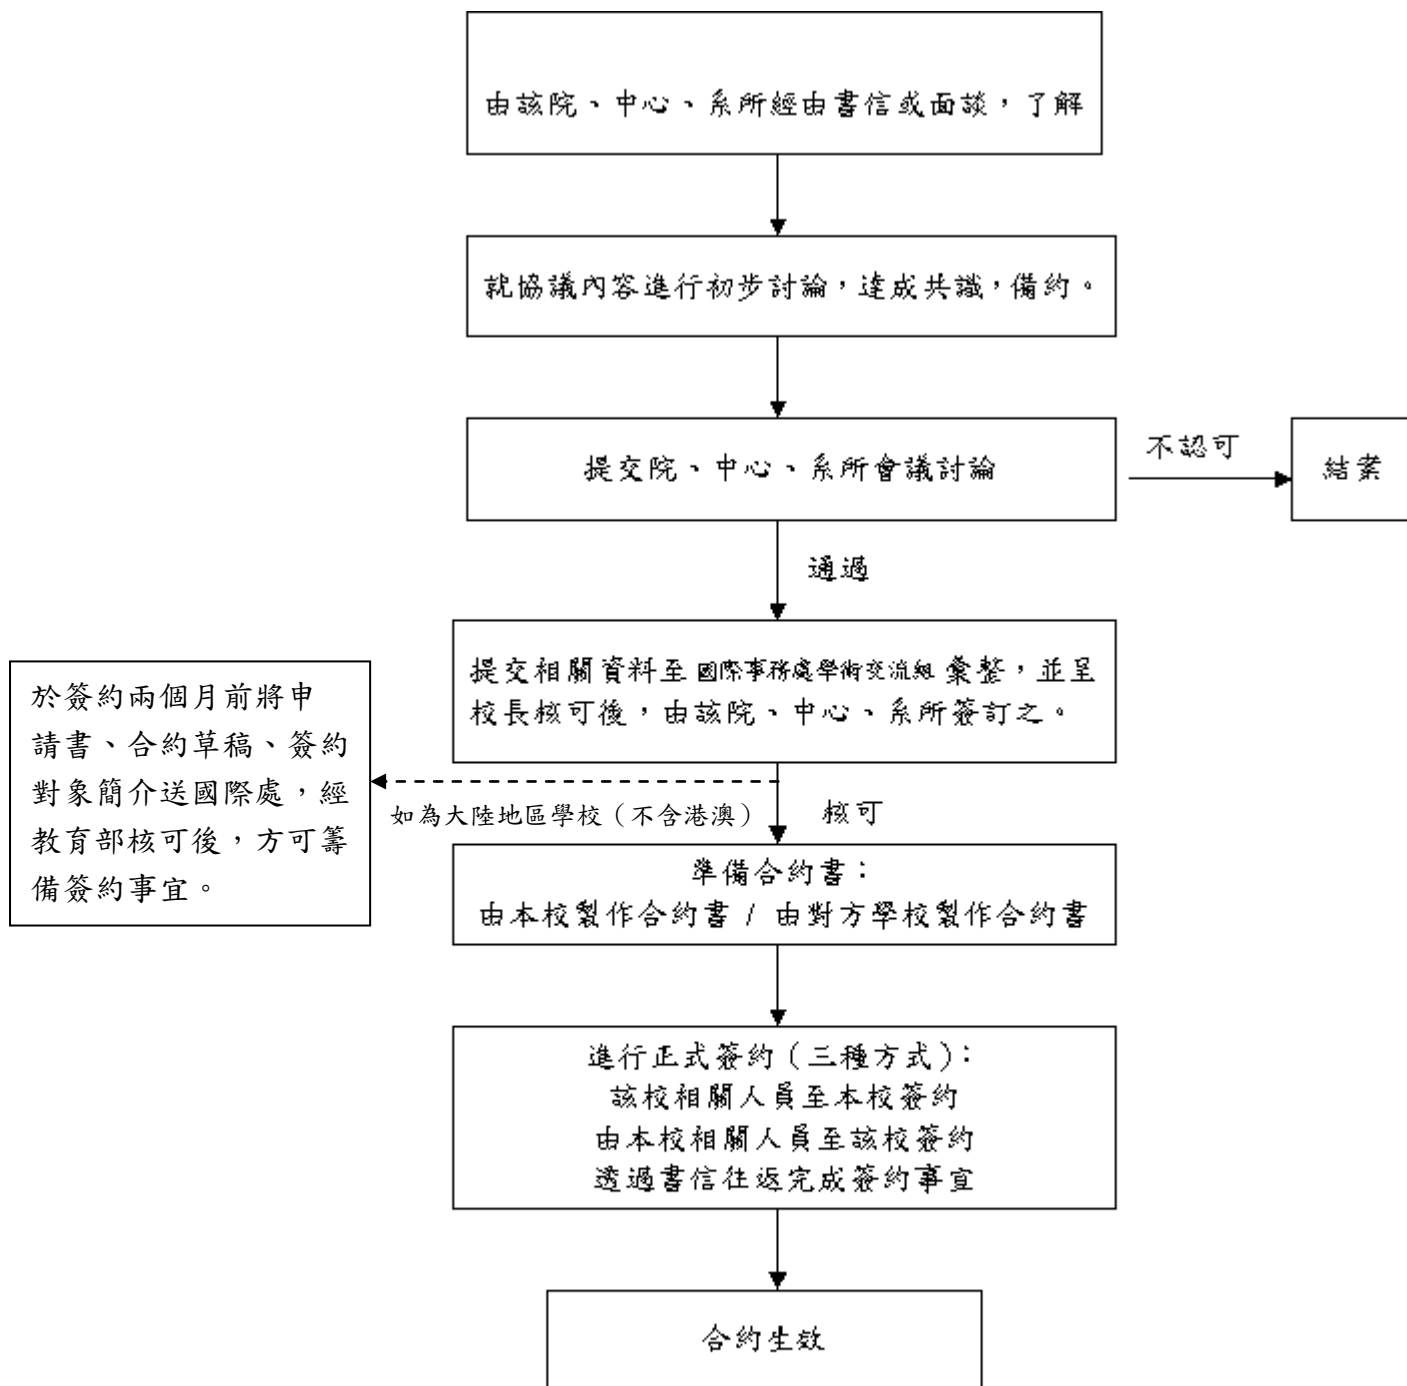 由該院、中心、系所經由書信或面談，了解
就協議內容進行初步討論，達成共識，備約。
提交院、中心、系所會議討論
不認可
結案
通過
提交相關資料至國際事務處學術交流組彙整，並呈
校長核可後，由該院、中心、系所簽訂之。
於簽約兩個月前將申
請書、合約草稿、簽約
對象簡介送國際處，經
教育部核可後，方可籌
備簽約事宜。
如為大陸地區學校（不含港澳）
核可
準備合約書：
由本校製作合約書 / 由對方學校製作合約書
進行正式簽約（三種方式）：
該校相關人員至本校簽約
由本校相關人員至該校簽約
透過書信往返完成簽約事宜
合約生效